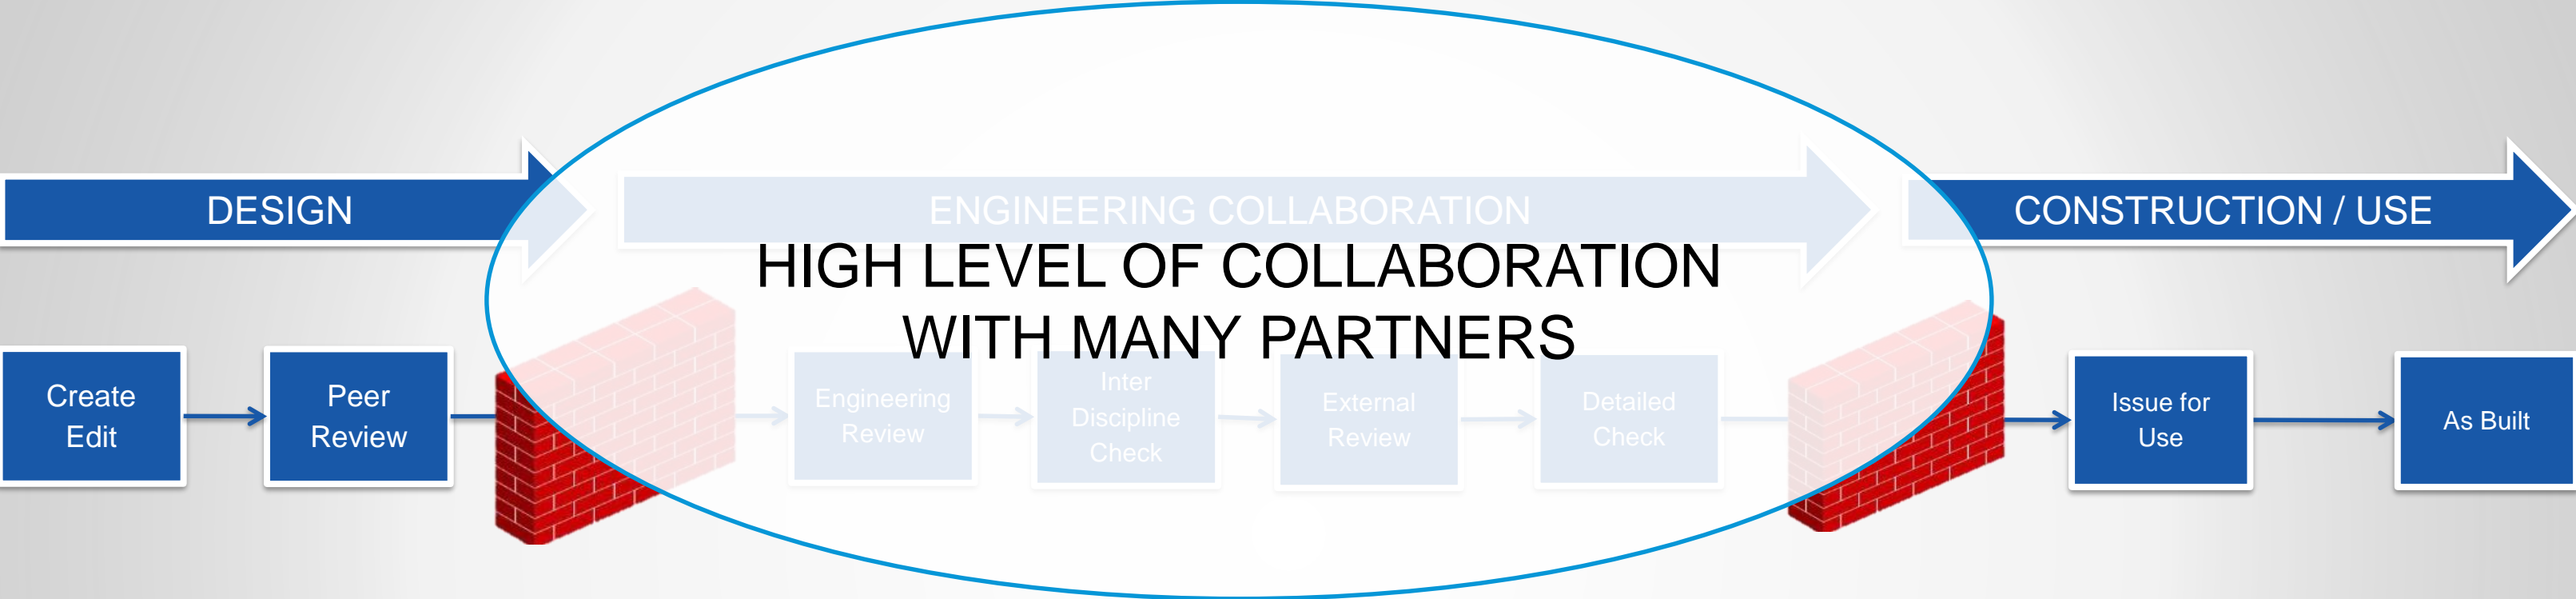 DESIGN
ENGINEERING COLLABORATION
CONSTRUCTION / USE
HIGH LEVEL OF COLLABORATION
WITH MANY PARTNERS
Create
Edit
Peer
Review
Engineering
Review
Inter
Discipline
Check
External
Review
Detailed
Check
Issue for
Use
As Built